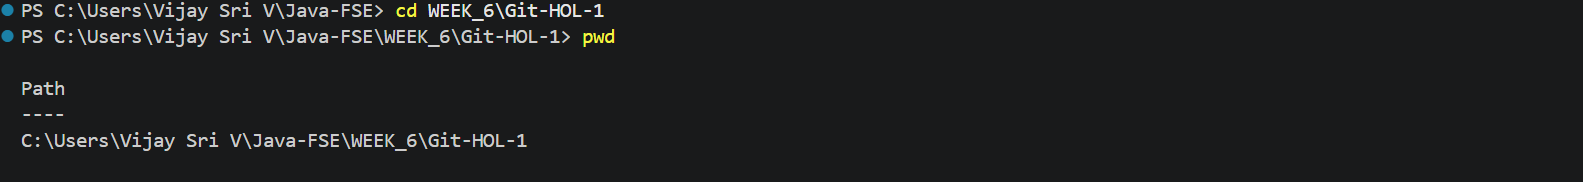 PS C:\Users\Vijay Sri V\Java-FSE> cd WEEK_6\Git-HOL-1
PS C:\Users\Vijay Sri V\Java-FSE\WEEK_6\Git-HOL-1> pwd
Path
----
C:\Users\Vijay Sri V\Java-FSE\WEEK_6\Git-HOL-1